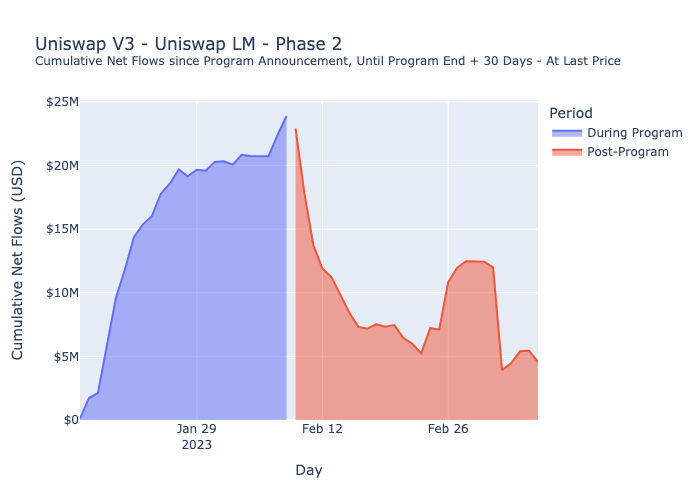 Uniswap V3 - Uniswap LM - Phase 2
Cumulative Net Flows since Program Announcement, Until Program End + 30 Days - At Last Price
Period
During Program
Post-Program
Cumulative Net Flows (USD)
$25M
$20M
$15M
$10M
$5M
$0
Jan 29
2023
Feb 12
Feb 26
Day